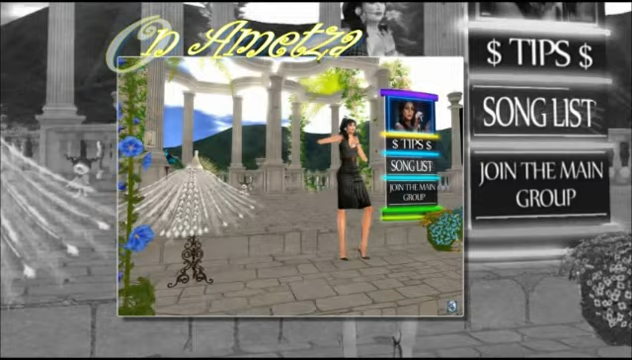 On Ametza
$ TIPS $
SONG LIST
JOIN THE MAIN
GROUP
$ TIPS $
SONG LIST
JOIN THE MAIN
GROUP